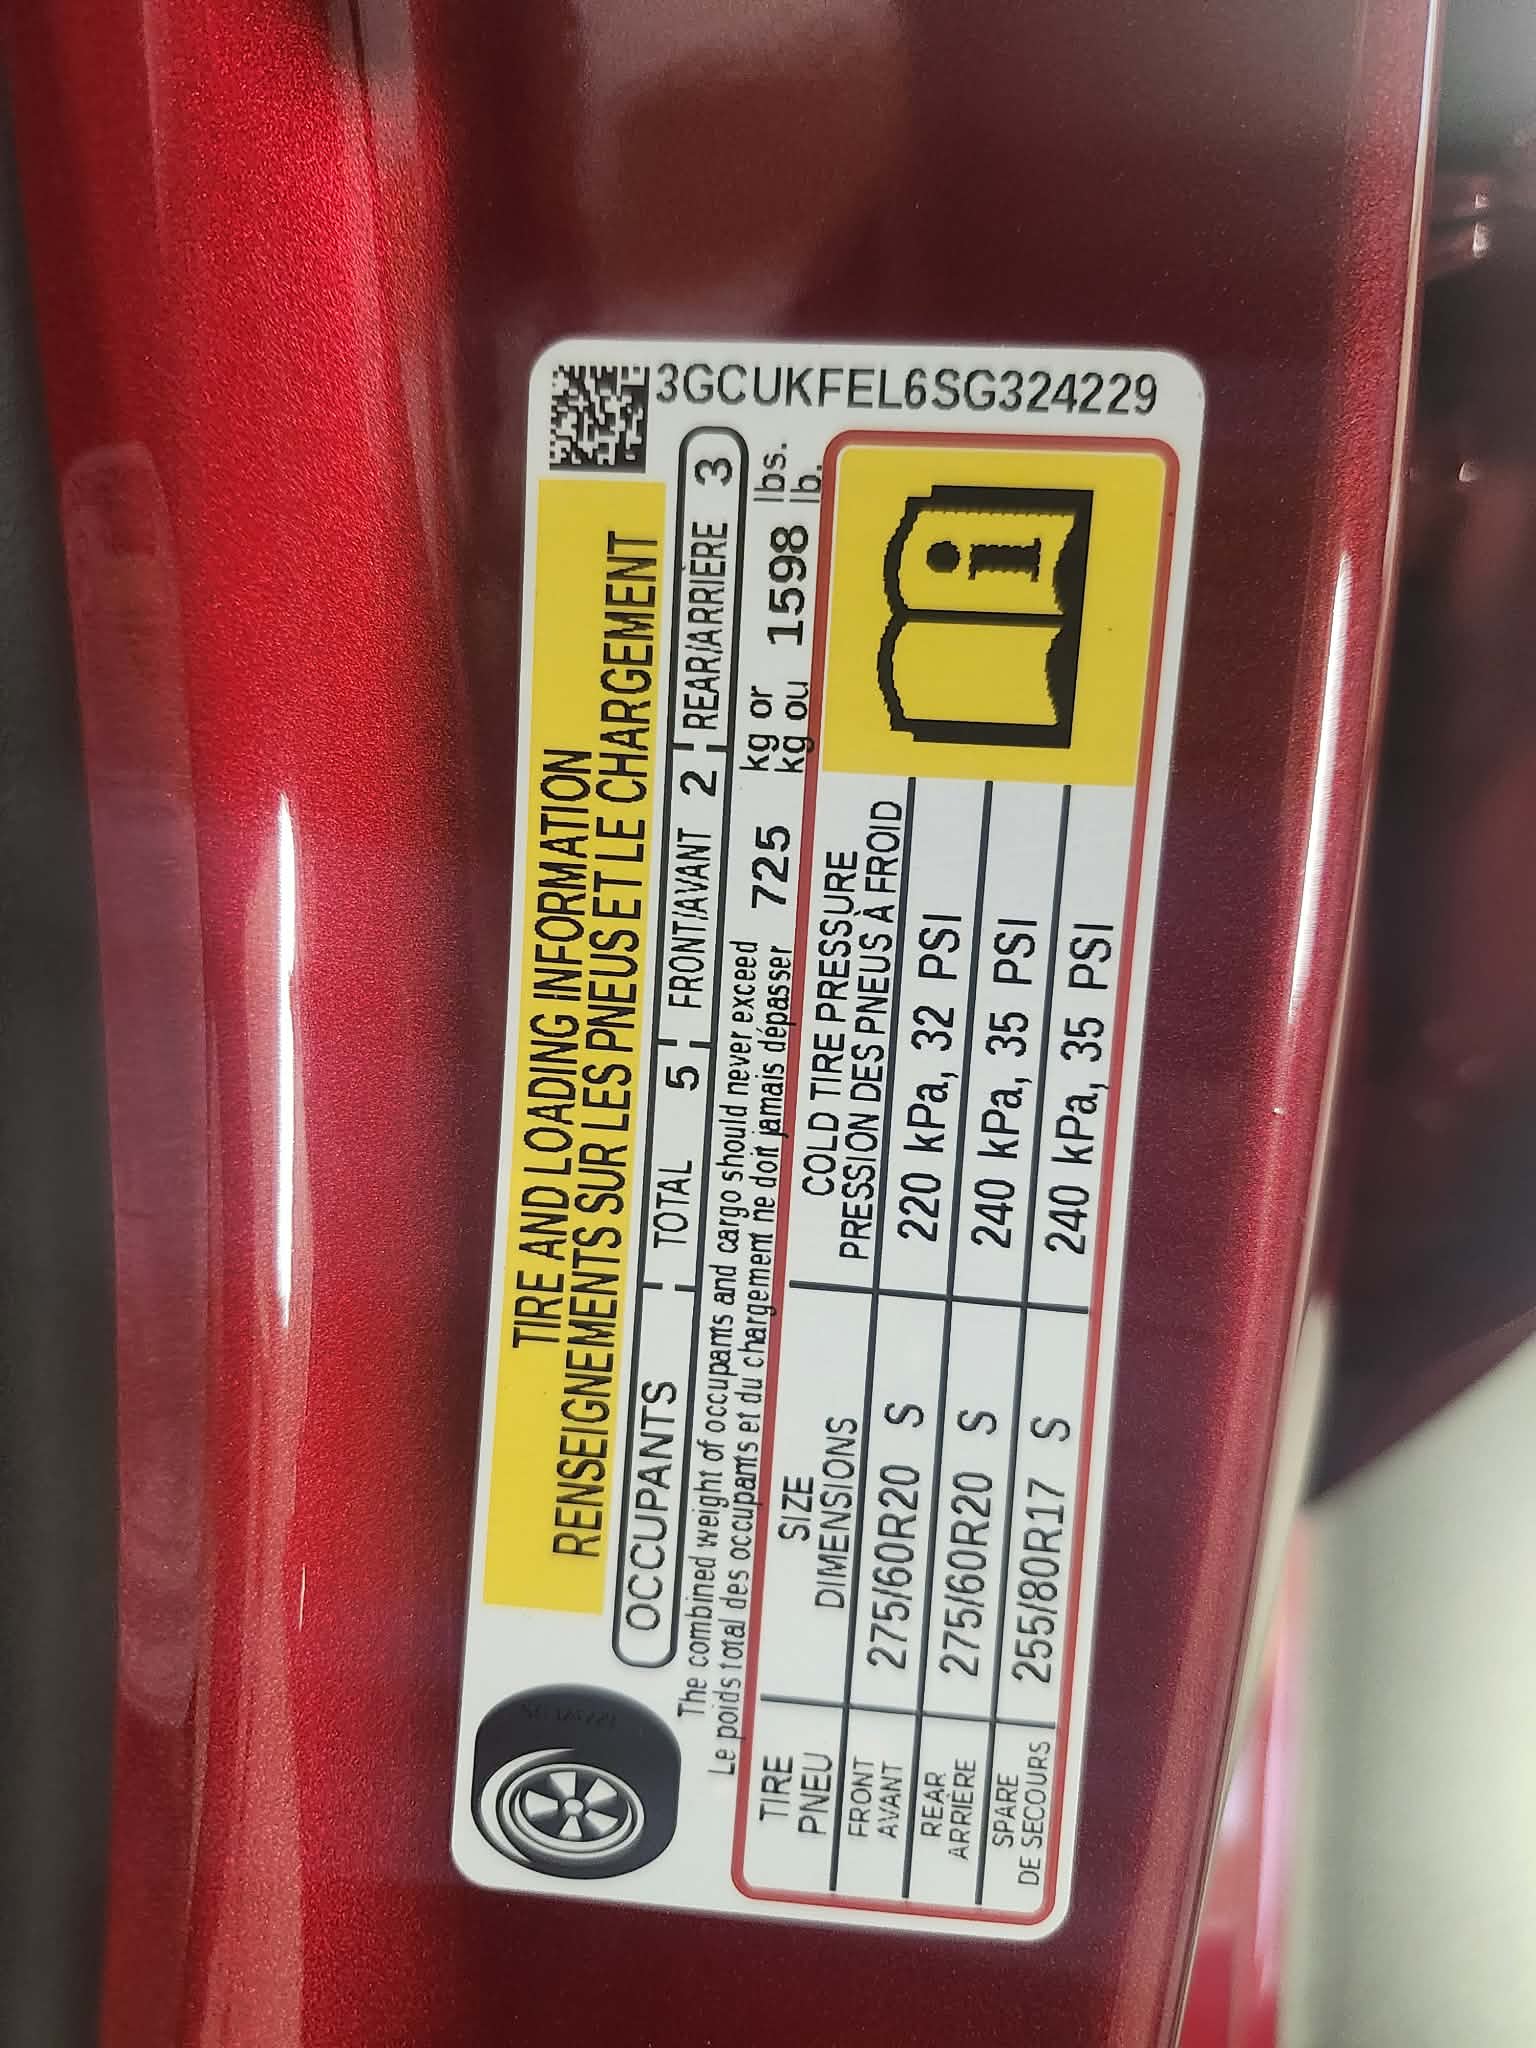 3GCUKFEL6SG324229
TIRE AND LOADING INFORMATION
RENSEIGNEMENTS SUR LES PNEUS ET LE CHARGEMENT
OCCUPANTS TOTAL 5 FRONT/AVANT 2 REAR/ARRIÈRE 3
The combined weight of occupants and cargo should never exceed 725 kg or 1598 lbs.
Le poids total des occupants et du chargement ne doit jamais dépasser kg ou lb.
TIRE SIZE COLD TIRE PRESSURE
PNEU DIMENSIONS PRESSION DES PNEUS À FROID
FRONT
AVANT 275/60R20 S 220 kPa, 32 PSI
REAR
ARRIÈRE 275/60R20 S 240 kPa, 35 PSI
SPARE
DE SECOURS 255/80R17 S 240 kPa, 35 PSI
i